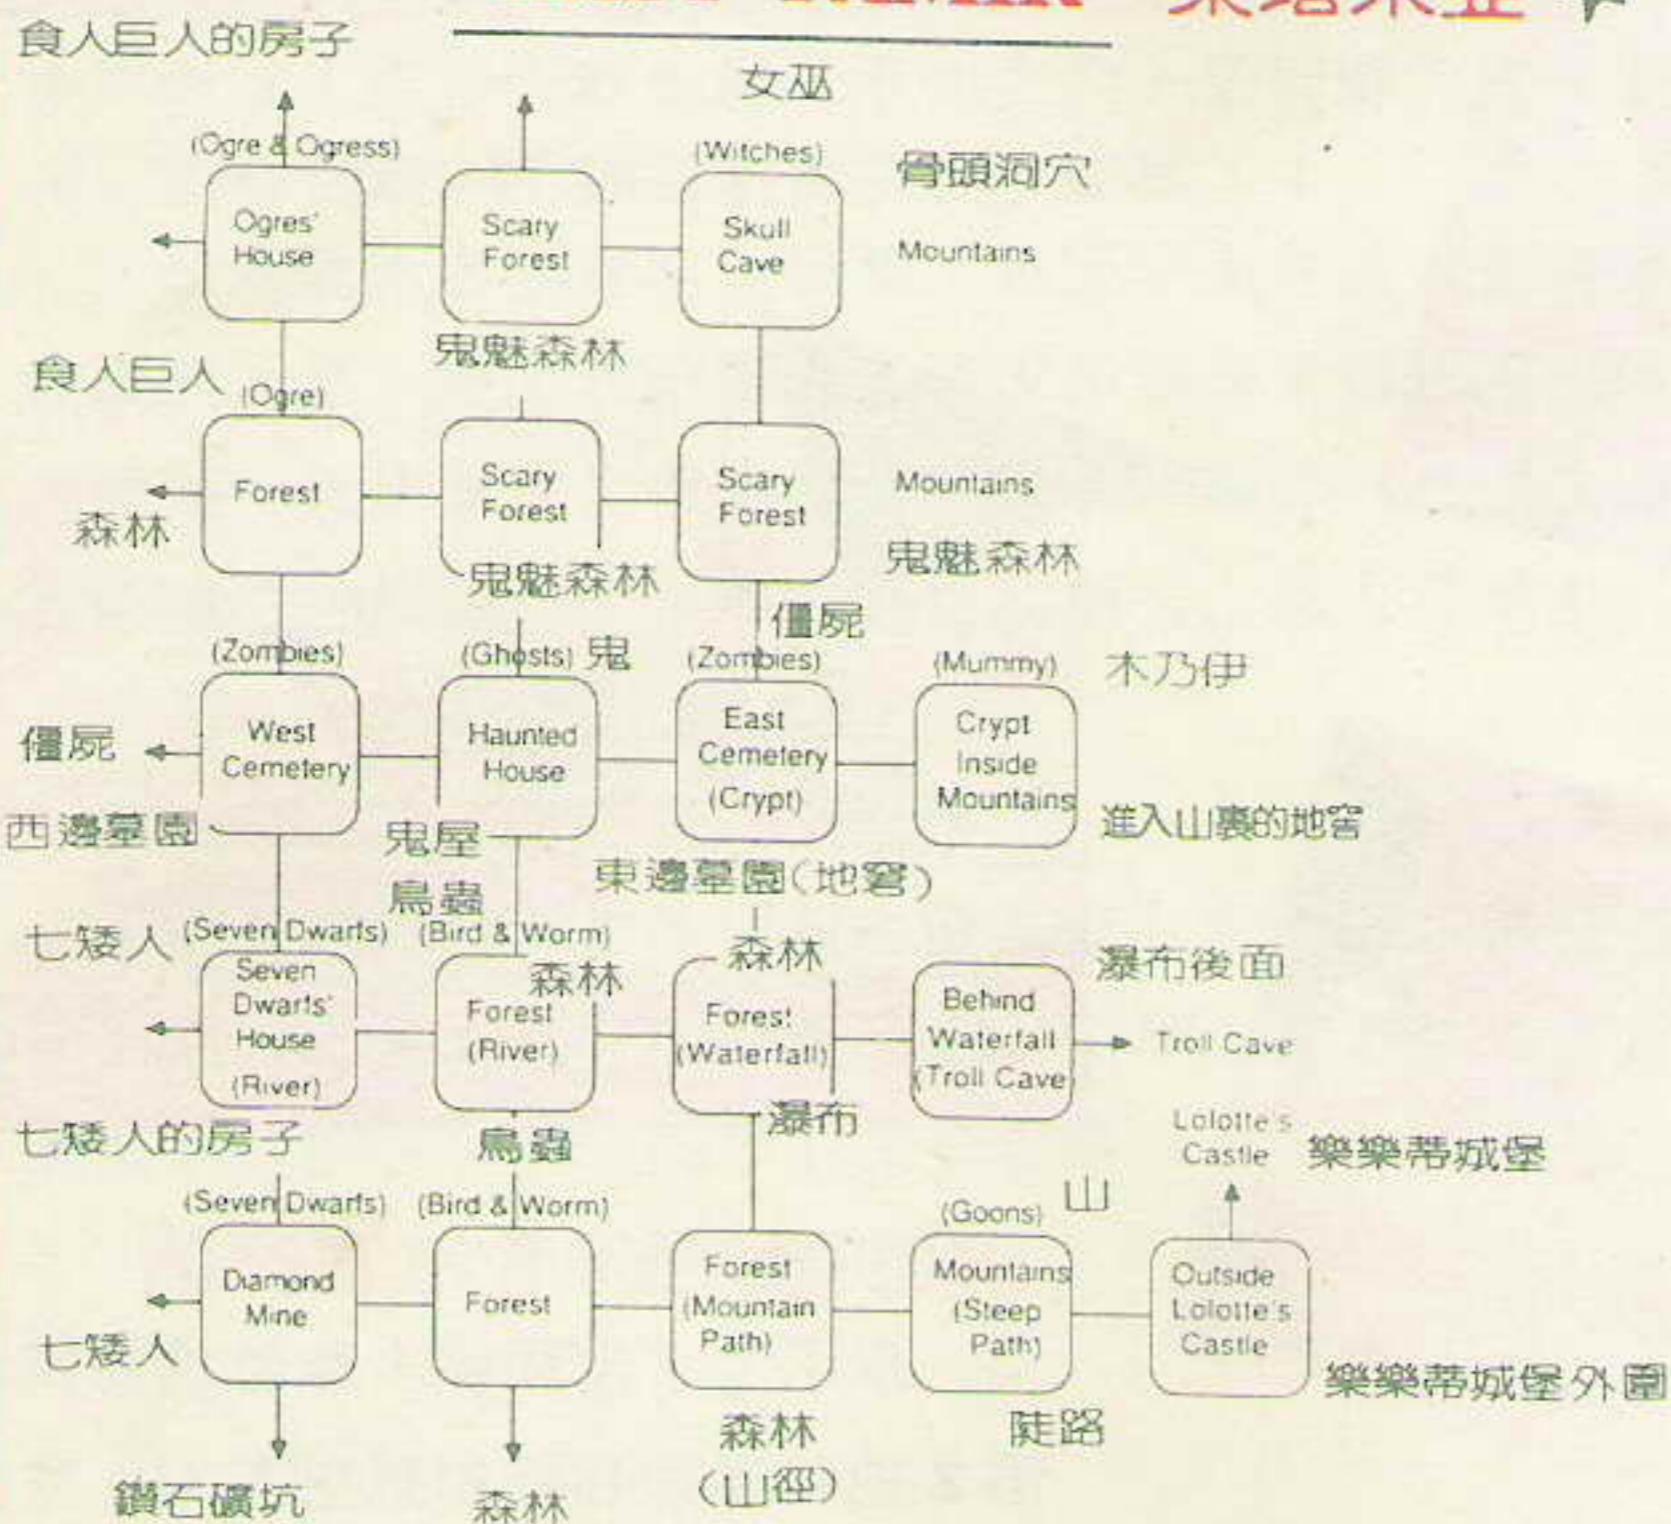 食人巨人的房子
女巫
(Ogre & Ogress)
(Witches)
骨頭洞穴
Ogres'
House
Scary
Forest
Skull
Cave
Mountains
鬼魅森林
食人巨人
(Ogre)
Forest
Scary
Forest
Scary
Forest
Mountains
森林
鬼魅森林
鬼魅森林
僵屍
(Zombies)
(Ghosts) 鬼
(Zombies)
(Mummy)
木乃伊
僵屍
West
Cemetery
Haunted
House
East
Cemetery
(Crypt)
Crypt
Inside
Mountains
西邊墓園
鬼屋
進入山裏的地窖
鳥蟲
東邊墓園(地窖)
七矮人
(Seven Dwarfs)
(Bird & Worm)
森林
森林
瀑布後面
Seven
Dwarfs'
House
(River)
Forest
(River)
Forest
(Waterfall)
Behind
Waterfall
(Troll Cave)
Troll Cave
七矮人的房子
鳥蟲
瀑布
Lolotte's
Castle
樂樂蒂城堡
(Seven Dwarfs)
(Bird & Worm)
(Goons)
山
Diamond
Mine
Forest
Forest
(Mountain
Path)
Mountains
(Steep
Path)
Outside
Lolotte's
Castle
七矮人
樂樂蒂城堡外圍
鑽石礦坑
森林
森林
(山徑)
陡路